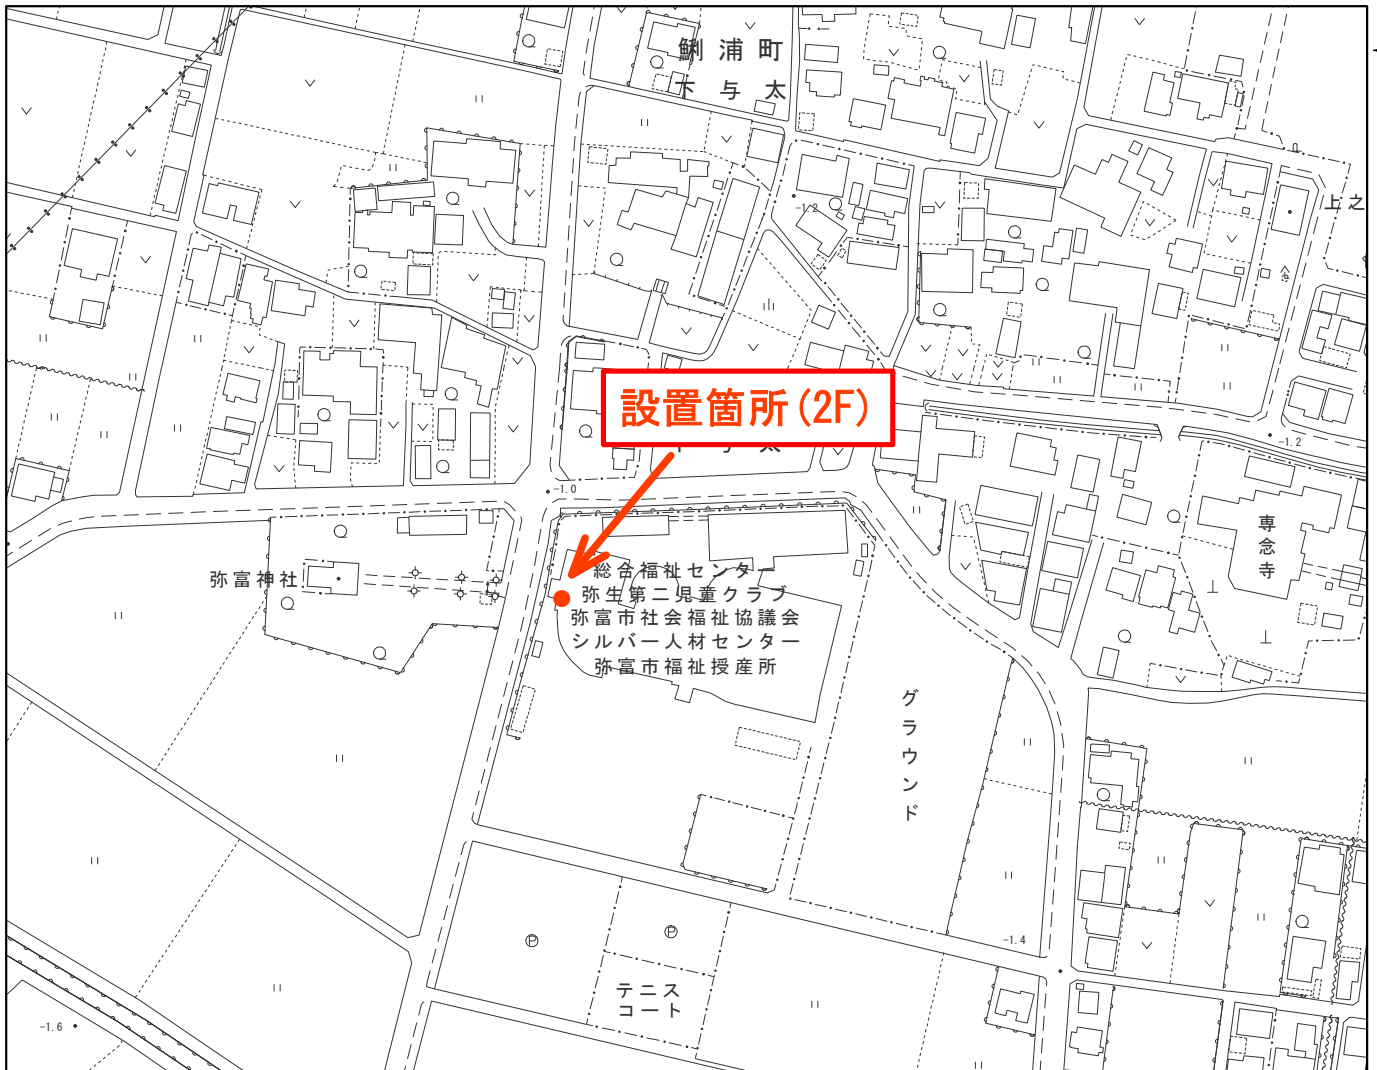 鯏浦町
下与太
-1.2
上之
設置箇所(2F)
-1.2
-1.0
専念寺
総合福祉センター
弥生第二児童クラブ
弥富市社会福祉協議会
シルバー人材センター
弥富市福祉授産所
弥富神社
グラウンド
-1.4
テニス
コート
-1.6